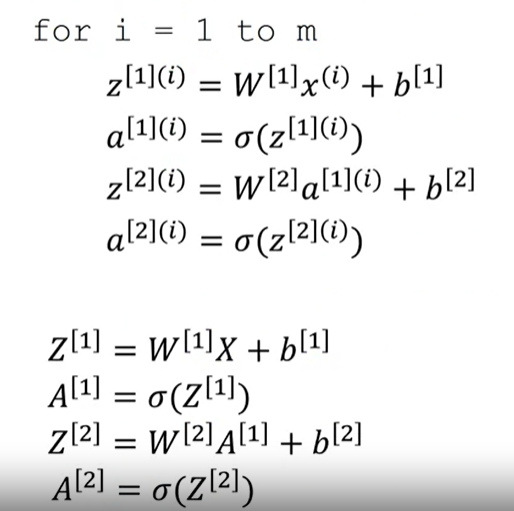 for i = 1 to m
z[1](i) = W[1]x(i) + b[1]
a[1](i) = σ(z[1](i))
z[2](i) = W[2]a[1](i) + b[2]
a[2](i) = σ(z[2](i))
Z[1] = W[1]X + b[1]
A[1] = σ(Z[1])
Z[2] = W[2]A[1] + b[2]
A[2] = σ(Z[2])